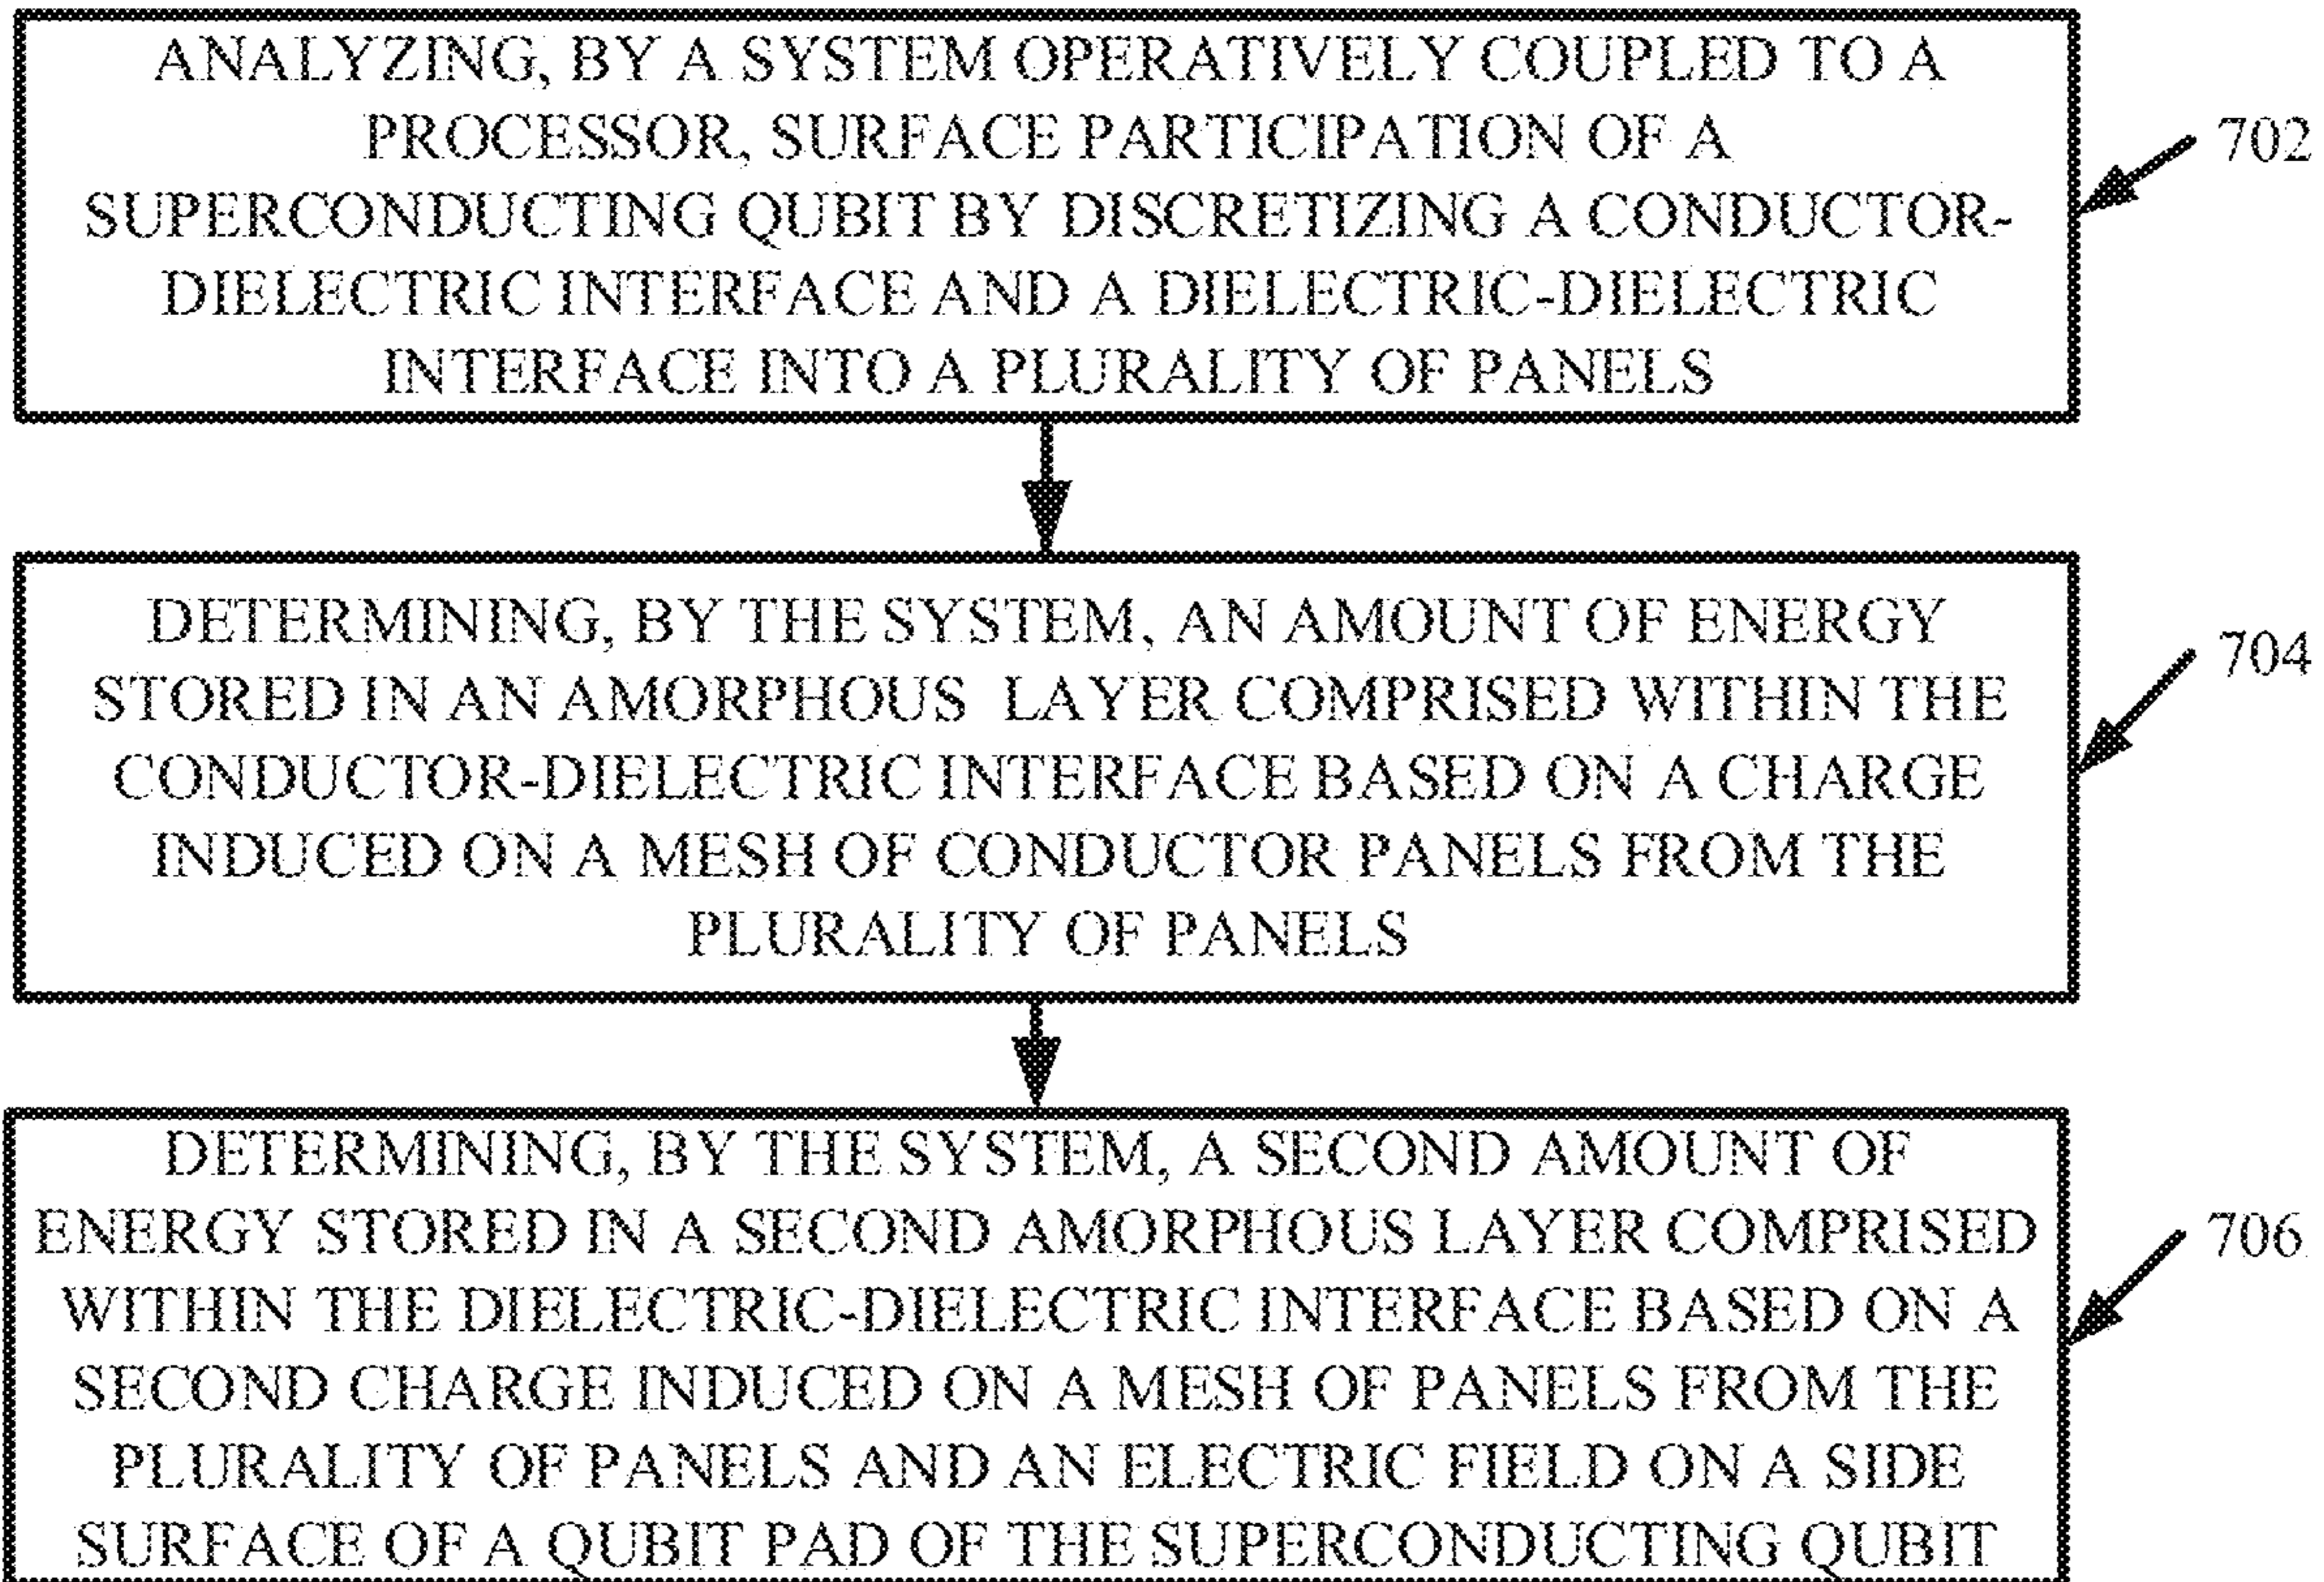 ANALYZING, BY A SYSTEM OPERATIVELY COUPLED TO A
PROCESSOR, SURFACE PARTICIPATION OF A
SUPERCONDUCTING QUBIT BY DISCRETIZING A CONDUCTOR-
DIELECTRIC INTERFACE AND A DIELECTRIC-DIELECTRIC
INTERFACE INTO A PLURALITY OF PANELS
702
DETERMINING, BY THE SYSTEM, AN AMOUNT OF ENERGY
STORED IN AN AMORPHOUS LAYER COMPRISED WITHIN THE
CONDUCTOR-DIELECTRIC INTERFACE BASED ON A CHARGE
INDUCED ON A MESH OF CONDUCTOR PANELS FROM THE
PLURALITY OF PANELS
704
DETERMINING, BY THE SYSTEM, A SECOND AMOUNT OF
ENERGY STORED IN A SECOND AMORPHOUS LAYER COMPRISED
WITHIN THE DIELECTRIC-DIELECTRIC INTERFACE BASED ON A
SECOND CHARGE INDUCED ON A MESH OF PANELS FROM THE
PLURALITY OF PANELS AND AN ELECTRIC FIELD ON A SIDE
SURFACE OF A QUBIT PAD OF THE SUPERCONDUCTING QUBIT
706